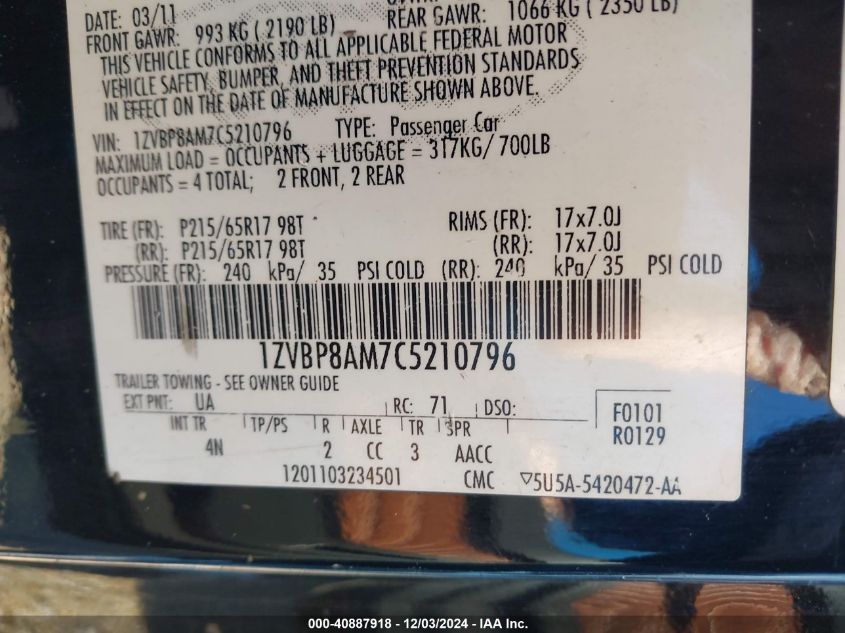 DATE: 03/11
REAR GAWR: 1066 KG ( 2350 LB)
FRONT GAWR: 993 KG ( 2190 LB)
THIS VEHICLE CONFORMS TO ALL APPLICABLE FEDERAL MOTOR
VEHICLE SAFETY, BUMPER, AND THEFT PREVENTION STANDARDS
IN EFFECT ON THE DATE OF MANUFACTURE SHOWN ABOVE.
VIN: 1ZVBP8AM7C5210796 TYPE: Passenger Car
MAXIMUM LOAD = OCCUPANTS + LUGGAGE = 317KG/ 700LB
OCCUPANTS = 4 TOTAL; 2 FRONT, 2 REAR
TIRE (FR): P215/65R17 98T RIMS (FR): 17x7.0J
(RR): P215/65R17 98T (RR): 17x7.0J
PRESSURE (FR): 240 kPa/ 35 PSI COLD (RR): 240 kPa/ 35 PSI COLD
1ZVBP8AM7C5210796
TRAILER TOWING - SEE OWNER GUIDE
EXT PNT: UA RC: 71 DSO:
F0101
R0129
INT TR TP/PS R AXLE TR SPR
4N 2 CC 3 AACC
1201103234501 CMC ▽5U5A-5420472-AA
000-40887918 - 12/03/2024 - IAA Inc.